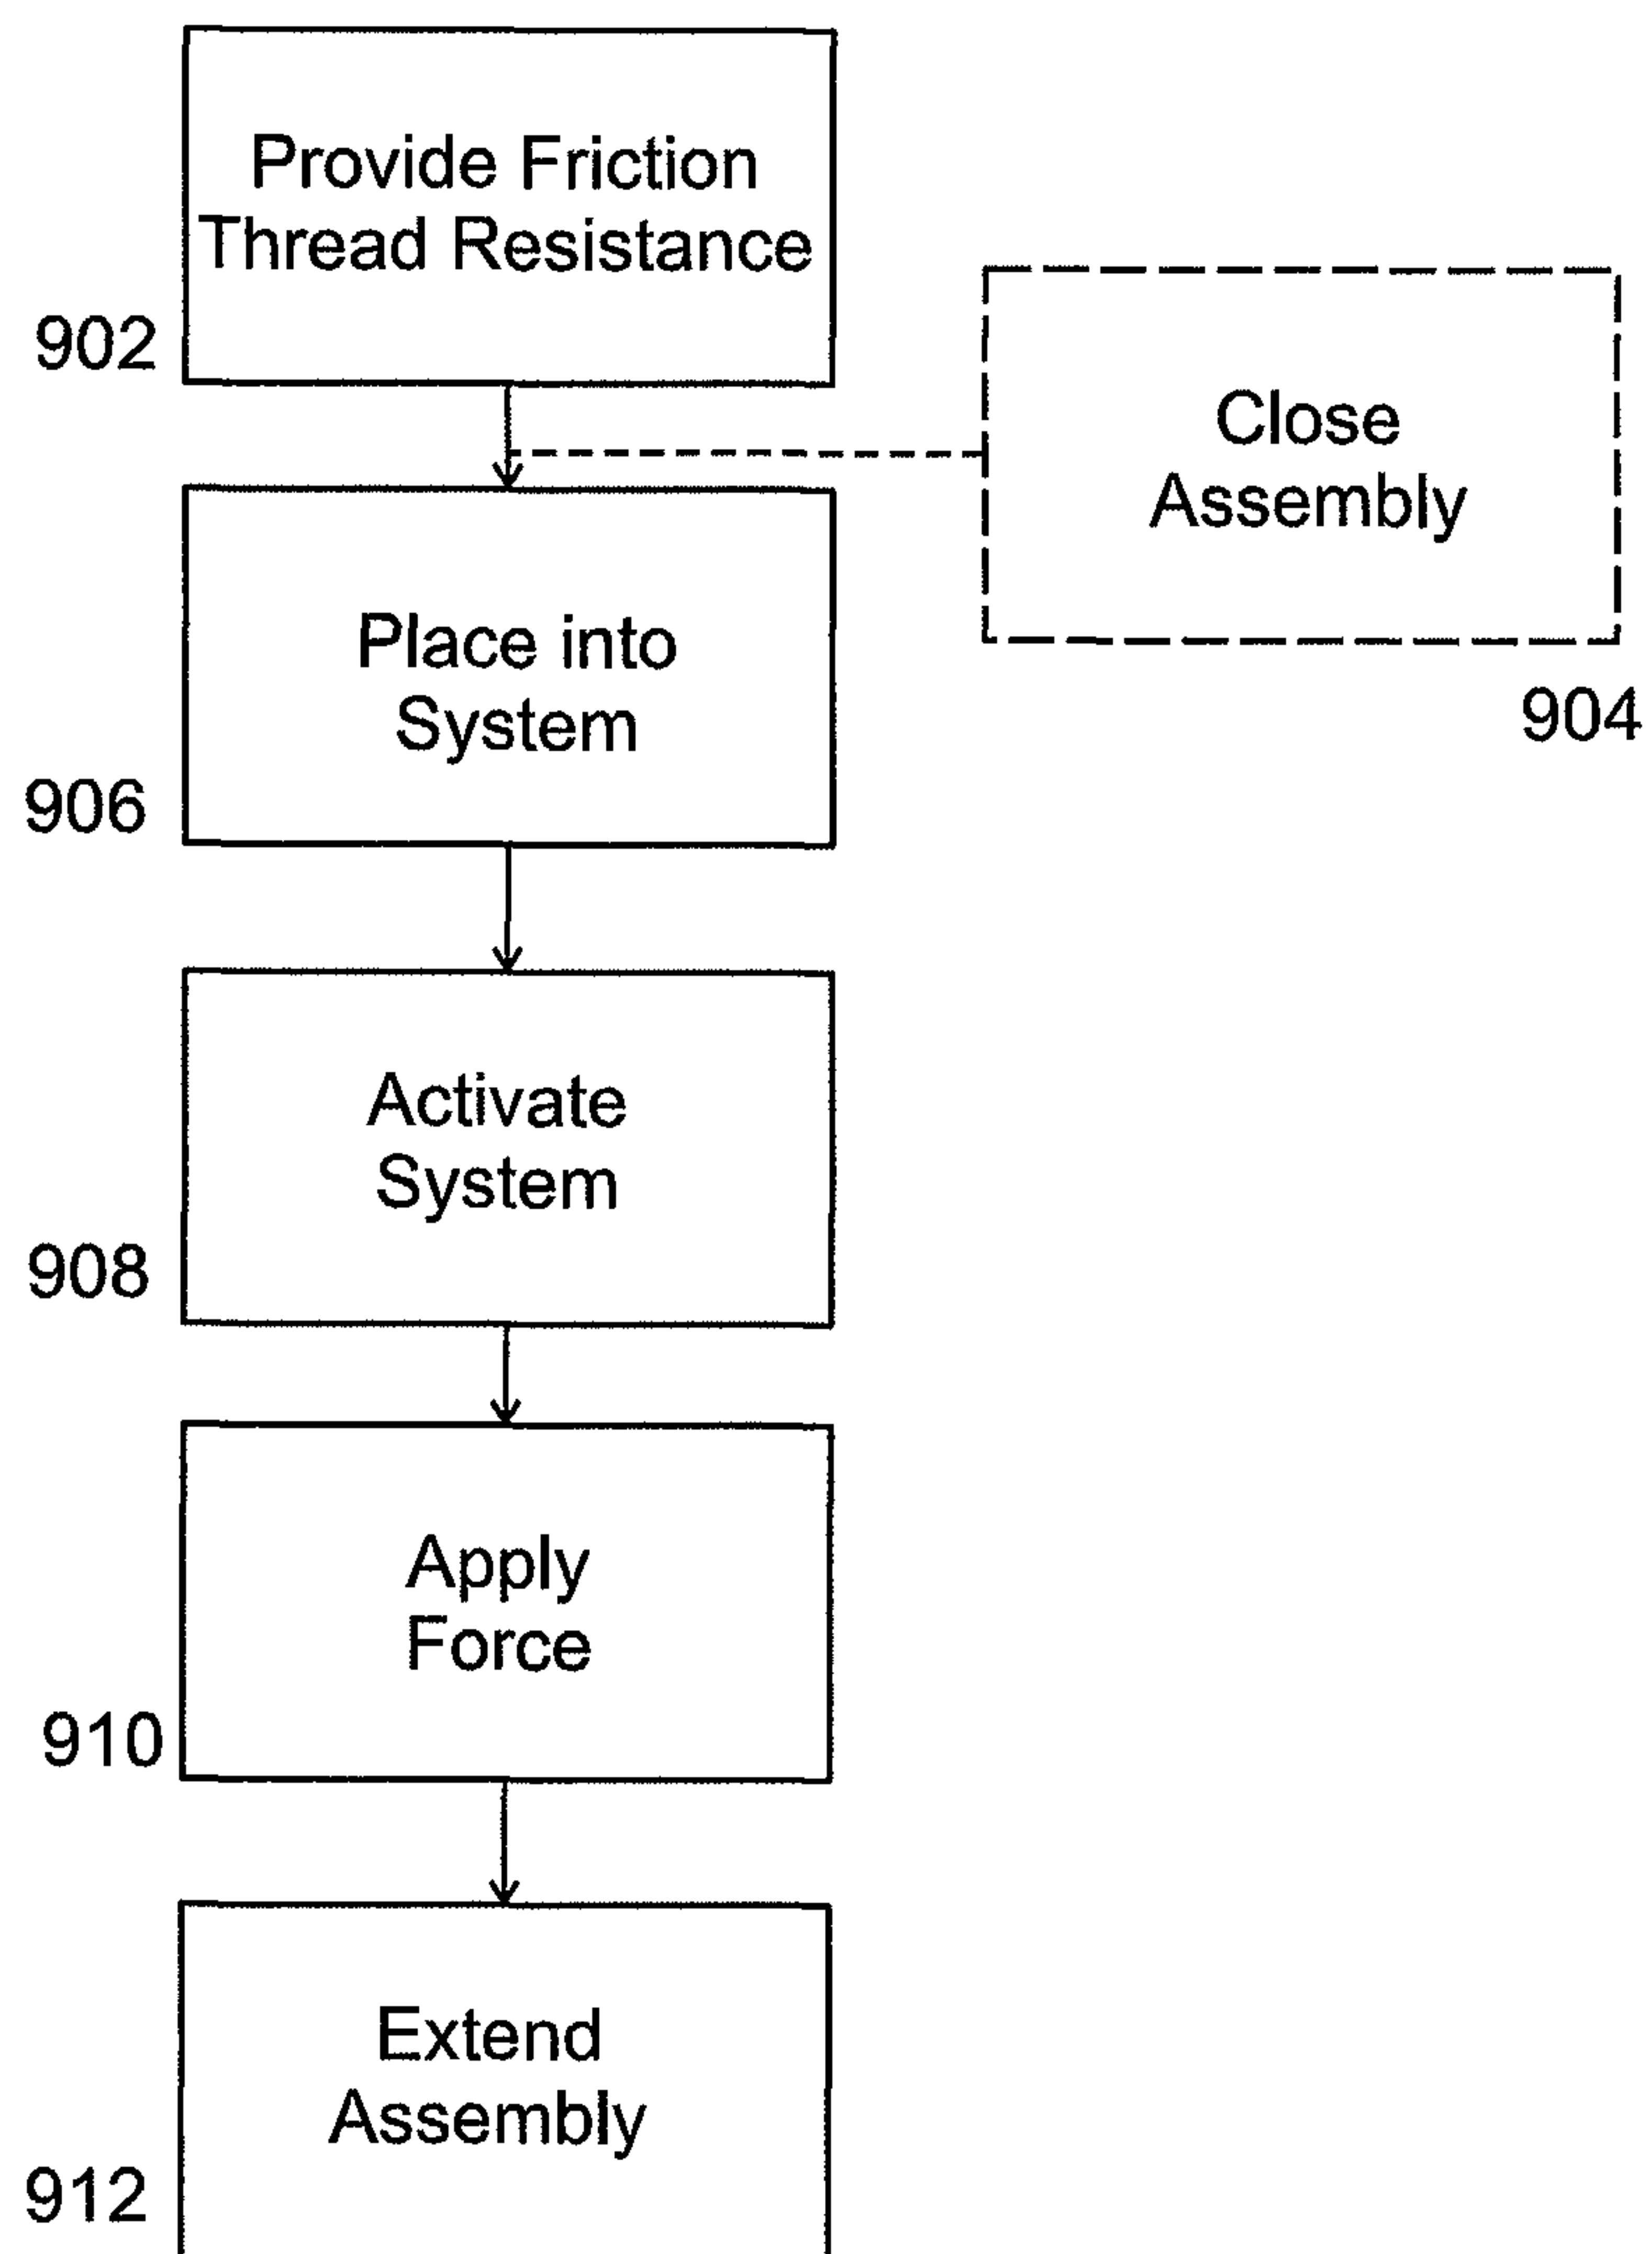 Provide Friction
Thread Resistance
902
Close
Assembly
904
Place into
System
906
Activate
System
908
Apply
Force
910
Extend
Assembly
912